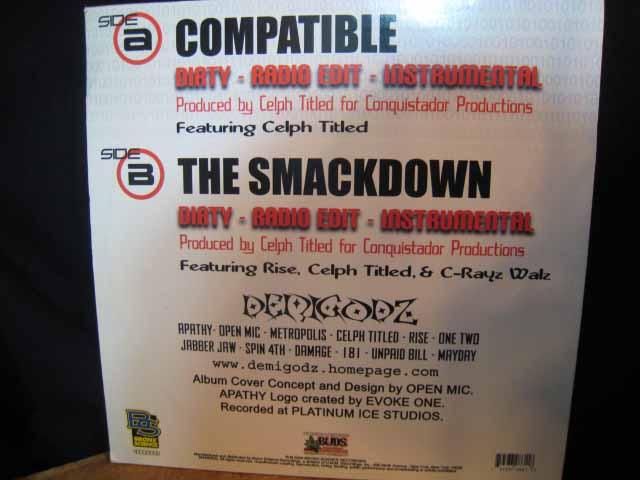 SIDE a COMPATIBLE
DIRTY - RADIO EDIT - INSTRUMENTAL
Produced by Celph Titled for Conquistador Productions
Featuring Celph Titled
SIDE B THE SMACKDOWN
DIRTY - RADIO EDIT - INSTRUMENTAL
Produced by Celph Titled for Conquistador Productions
Featuring Rise, Celph Titled, & C-Rayz Walz
DEMIGODZ
APATHY - OPEN MIC - METROPOLIS - CELPH TITLED - RISE - ONE TWO
JABBER JAW - SPIN 4TH - DAMAGE - 181 - UNPAID BILL - MAYDAY
www.demigodz.homepage.com
Album Cover Concept and Design by OPEN MIC.
APATHY Logo created by EVOKE ONE.
Recorded at PLATINUM ICE STUDIOS.
BUDS